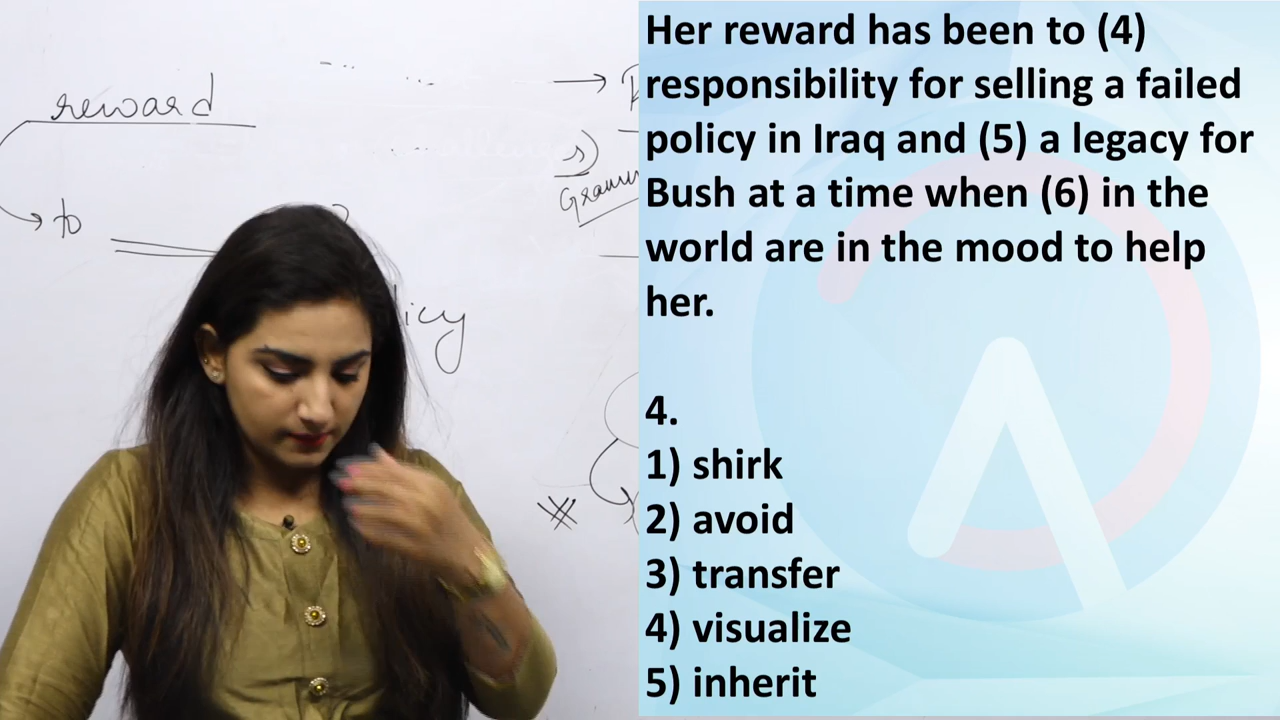 reward
to
Her reward has been to (4)
responsibility for selling a failed
policy in Iraq and (5) a legacy for
Bush at a time when (6) in the
world are in the mood to help
her.
4.
1) shirk
2) avoid
3) transfer
4) visualize
5) inherit